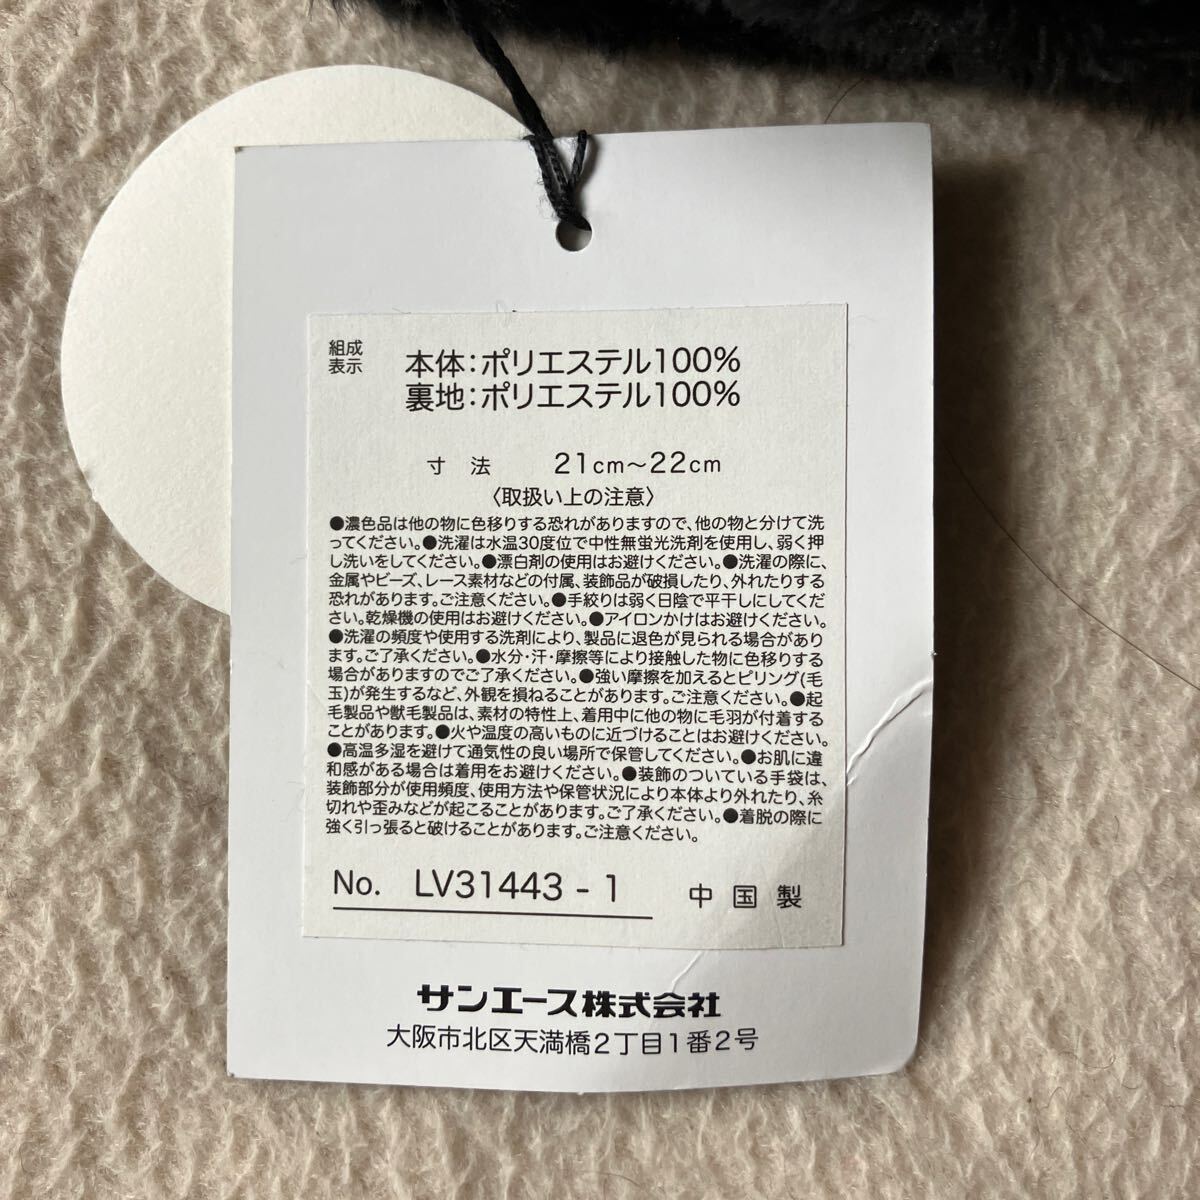 組成
表示
本体：ポリエステル100%
裏地：ポリエステル100%
寸 法 21cm～22cm
〈取扱い上の注意〉
●濃色品は他の物に色移りする恐れがありますので、他の物と分けて洗
ってください。●洗濯は水温30度位で中性無蛍光洗剤を使用し、弱く押
し洗いをしてください。●漂白剤の使用はお避けください。●洗濯の際に、
金属やビーズ、レース素材などの付属、装飾品が破損したり、外れたりする
恐れがあります。ご注意ください。●手絞りは弱く日陰で平干しにしてくだ
さい。乾燥機の使用はお避けください。●アイロンかけはお避けください。
●洗濯の頻度や使用する洗剤により、製品に退色が見られる場合があり
ます。ご了承ください。●水分・汗・摩擦等により接触した物に色移りする
場合がありますのでご了承ください。●強い摩擦を加えるとピリング(毛
玉)が発生するなど、外観を損ねることがあります。ご注意ください。●起
毛製品や獣毛製品は、素材の特性上、着用中に他の物に毛羽が付着する
ことがあります。●火や温度の高いものに近づけることはお避けください。
●高温多湿を避けて通気性の良い場所で保管してください。●お肌に違
和感がある場合は着用をお避けください。●装飾のついている手袋は、
装飾部分が使用頻度、使用方法や保管状況により本体より外れたり、糸
切れや歪みなどが起こることがあります。ご了承ください。●着脱の際に
強く引っ張ると破けることがあります。ご注意ください。
No. LV31443 - 1 中 国 製
サンエース株式会社
大阪市北区天満橋2丁目1番2号